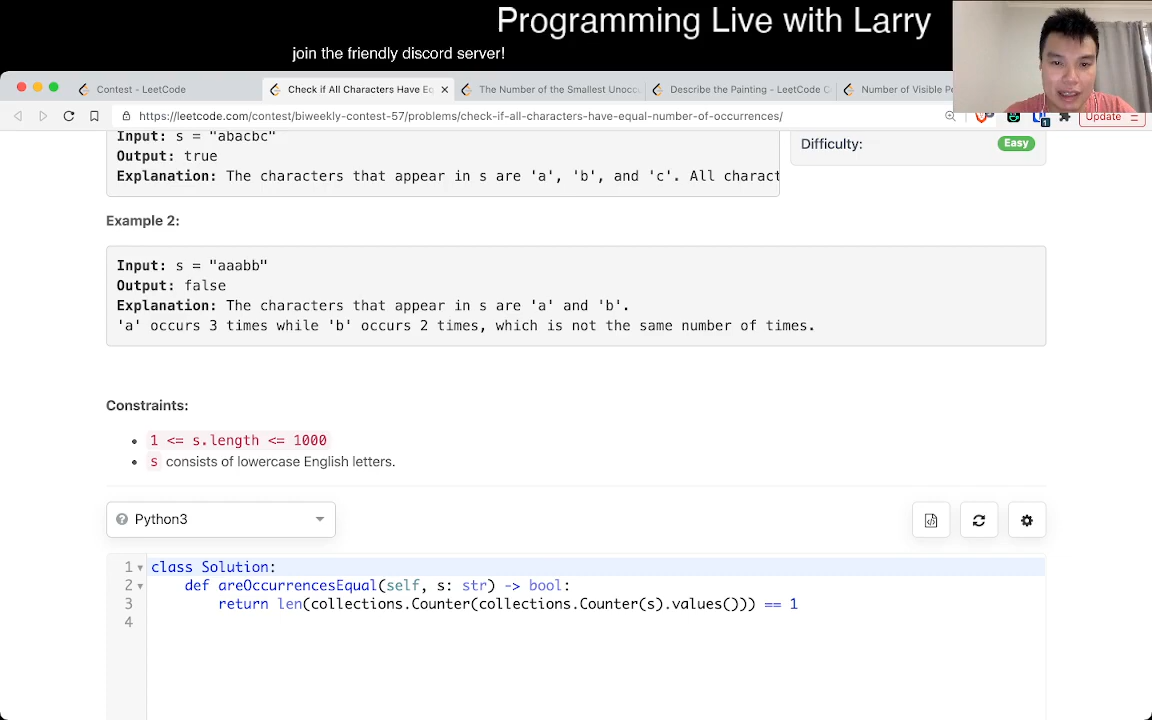 Programming Live with Larry
join the friendly discord server!
Contest - LeetCode
Check if All Characters Have Eq
The Number of the Smallest Unocc
Describe the Painting - LeetCode C
Number of Visible Pe
https://leetcode.com/contest/biweekly-contest-57/problems/check-if-all-characters-have-equal-number-of-occurrences/
Update
Input: s = "abacbc"
Output: true
Explanation: The characters that appear in s are 'a', 'b', and 'c'. All charact
Difficulty:
Easy
Example 2:
Input: s = "aaabb"
Output: false
Explanation: The characters that appear in s are 'a' and 'b'.
'a' occurs 3 times while 'b' occurs 2 times, which is not the same number of times.
Constraints:
1 <= s.length <= 1000
s consists of lowercase English letters.
Python3
1 class Solution:
2 def areOccurrencesEqual(self, s: str) -> bool:
3 return len(collections.Counter(collections.Counter(s).values())) == 1
4